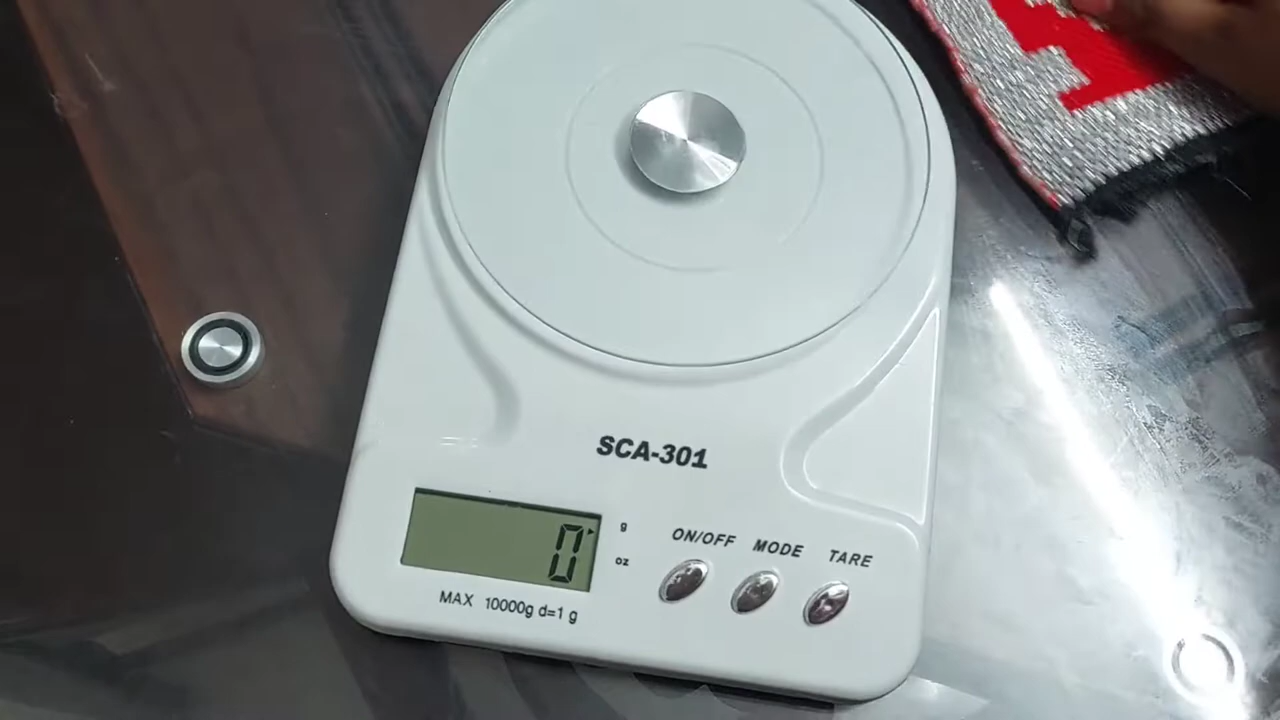 SCA-301
0
g
oz
ON/OFF MODE TARE
MAX 10000g d=1 g